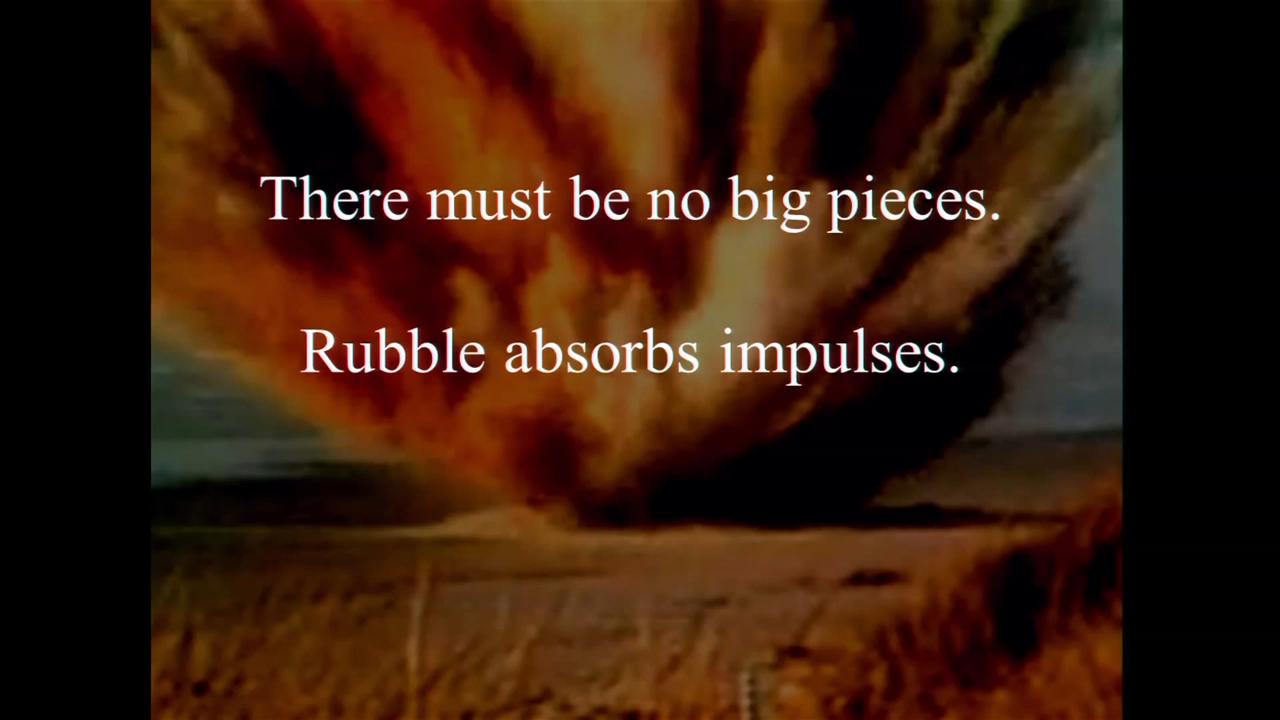 There must be no big pieces.
Rubble absorbs impulses.